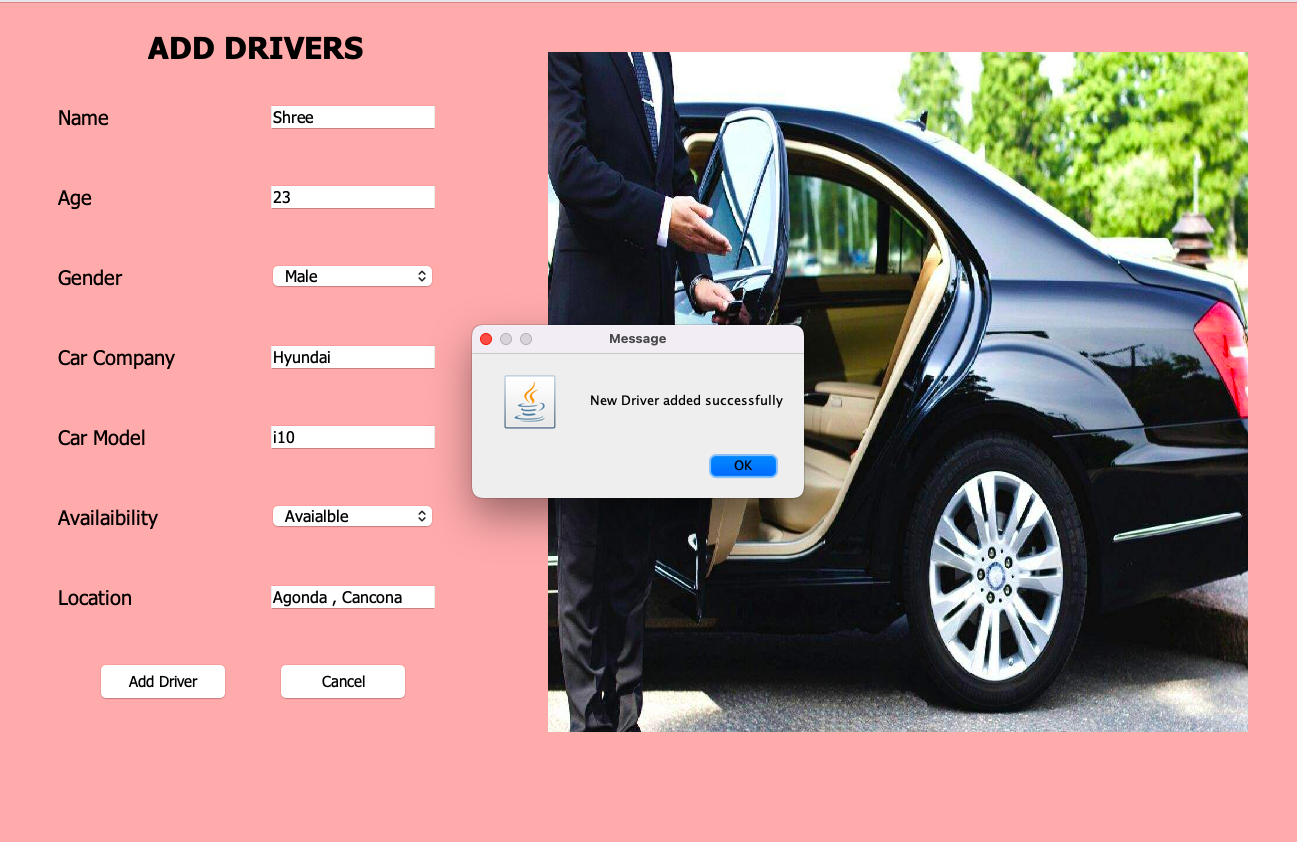 ADD DRIVERS
Name
Shree
Age
23
Gender
Male
Car Company
Hyundai
Car Model
i10
Availaibility
Avaialble
Location
Agonda , Cancona
Add Driver
Cancel
Message
New Driver added successfully
OK